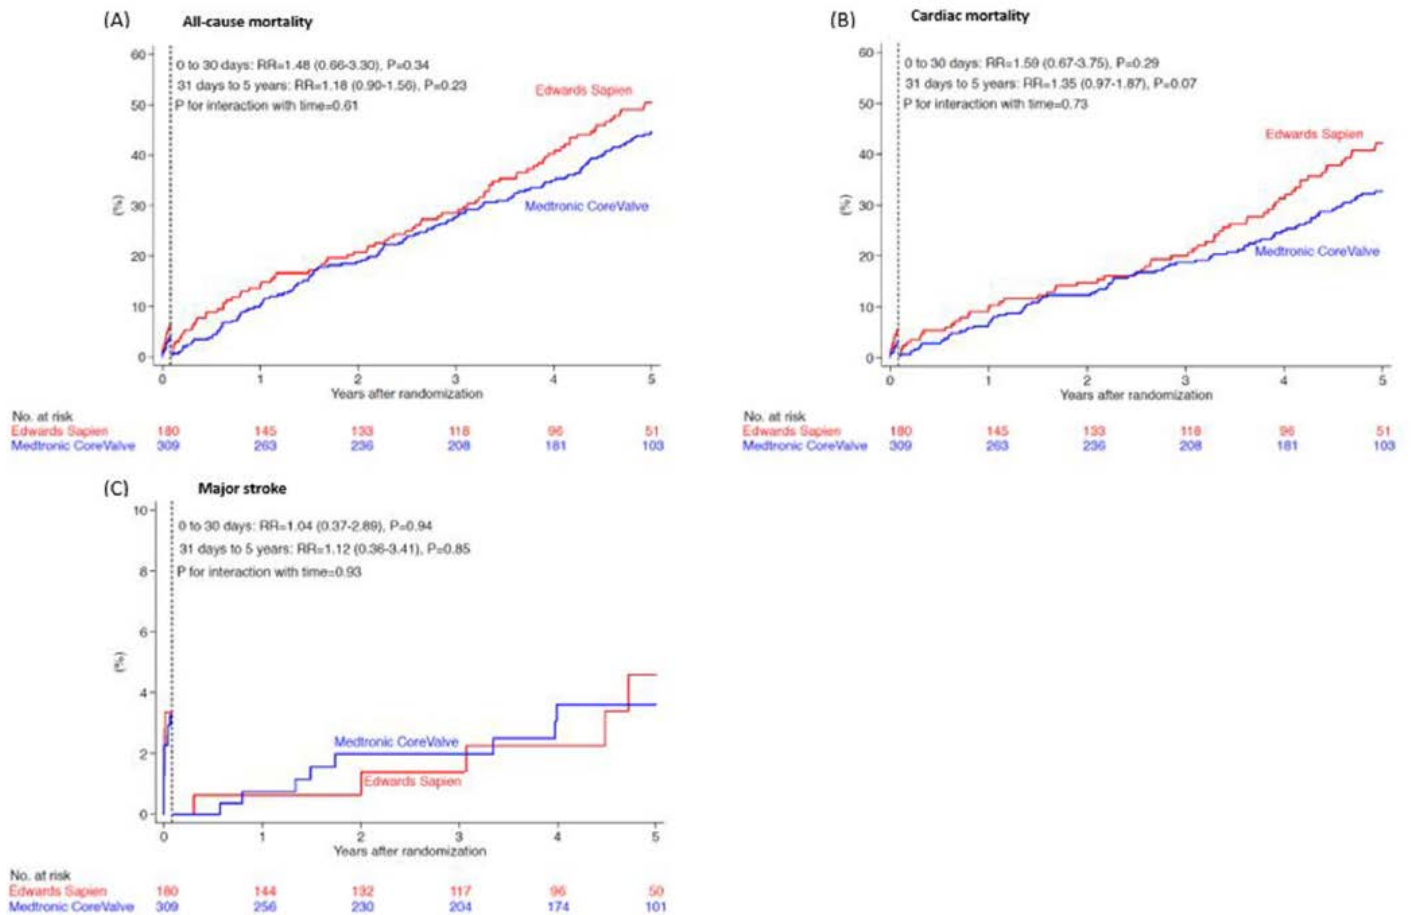 (A) All-cause mortality
60
50
40
30
20
10
0
(%)
0 to 30 days: RR=1.48 (0.66-3.30), P=0.34
31 days to 5 years: RR=1.18 (0.90-1.56), P=0.23
P for interaction with time=0.61
Edwards Sapien
Medtronic CoreValve
0 1 2 3 4 5
Years after randomization
No. at risk
Edwards Sapien 180 145 133 118 96 51
Medtronic CoreValve 309 263 236 208 181 103
(B) Cardiac mortality
60
50
40
30
20
10
0
(%)
0 to 30 days: RR=1.59 (0.67-3.75), P=0.29
31 days to 5 years: RR=1.35 (0.97-1.87), P=0.07
P for interaction with time=0.73
Edwards Sapien
Medtronic CoreValve
0 1 2 3 4 5
Years after randomization
No. at risk
Edwards Sapien 180 145 133 118 96 51
Medtronic CoreValve 309 263 236 208 181 103
(C) Major stroke
10
8
6
4
2
0
(%)
0 to 30 days: RR=1.04 (0.37-2.89), P=0.94
31 days to 5 years: RR=1.12 (0.36-3.41), P=0.85
P for interaction with time=0.93
Medtronic CoreValve
Edwards Sapien
0 1 2 3 4 5
Years after randomization
No. at risk
Edwards Sapien 180 144 132 117 96 50
Medtronic CoreValve 309 256 230 204 174 101